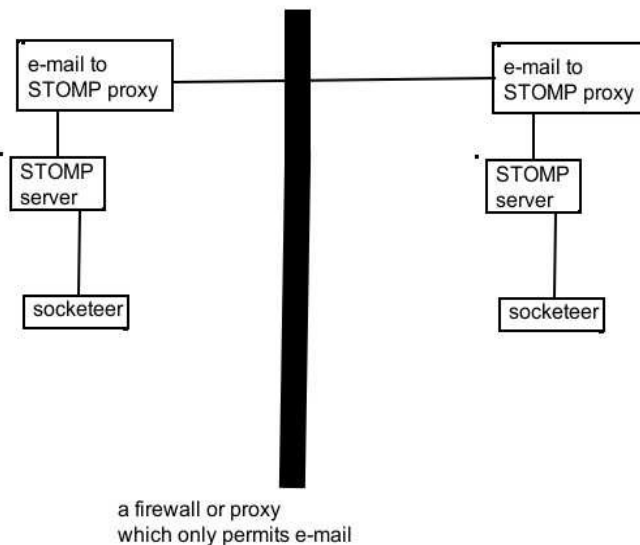 e-mail to
STOMP proxy
e-mail to
STOMP proxy
STOMP
server
STOMP
server
socketeer
socketeer
a firewall or proxy
which only permits e-mail